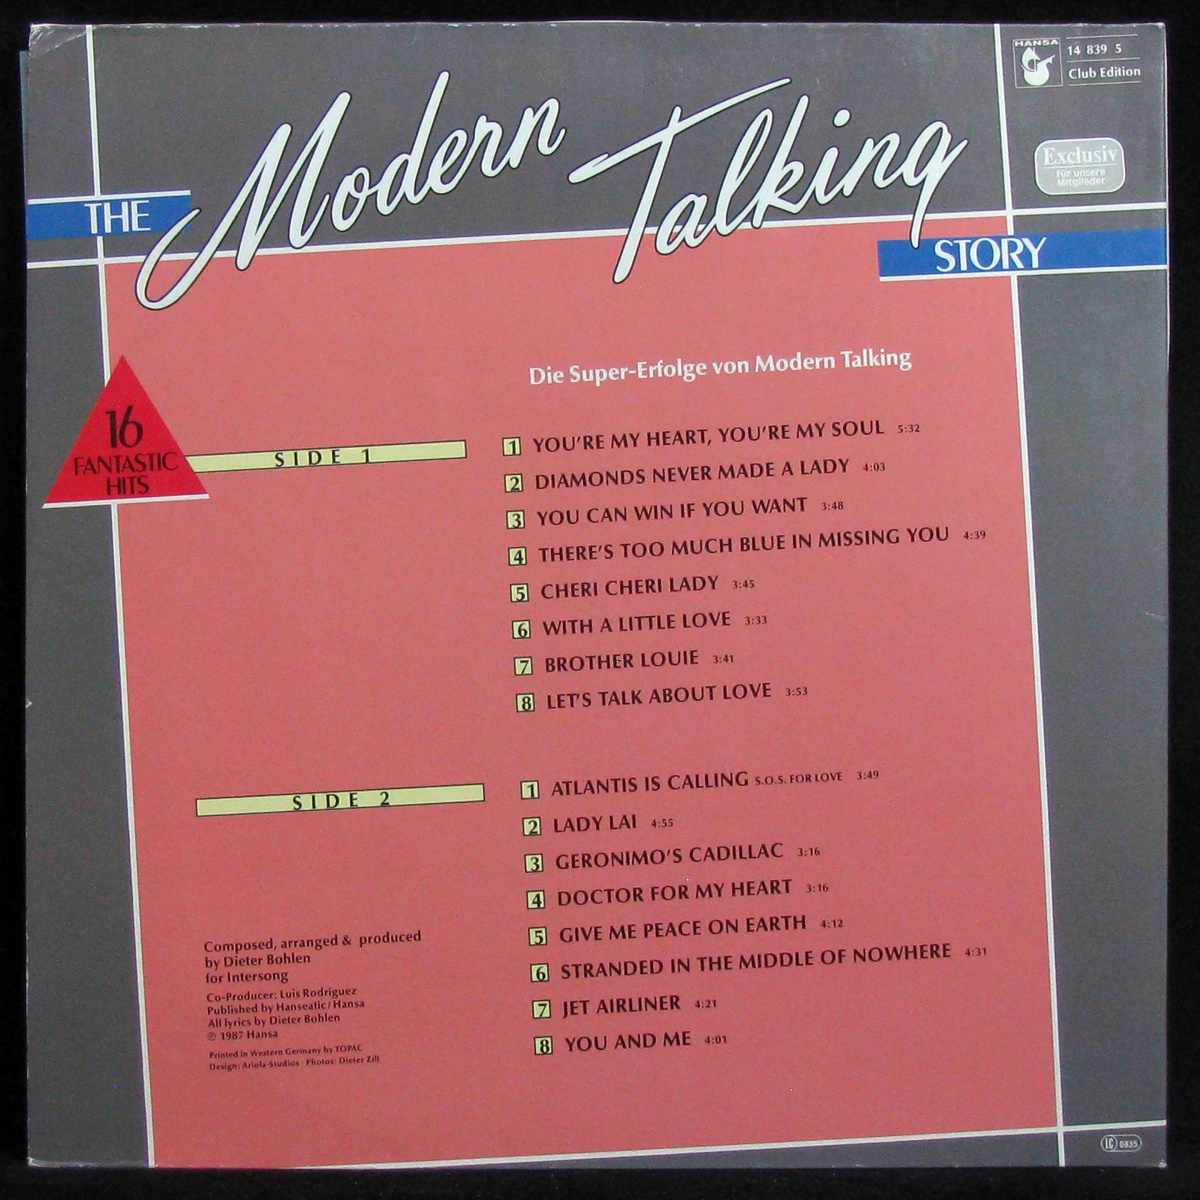 HANSA
14 839 5
Club Edition
Exclusiv
für unsere
Mitglieder
THE
Modern Talking
STORY
Die Super-Erfolge von Modern Talking
16
FANTASTIC
HITS
SIDE 1
1 YOU'RE MY HEART, YOU'RE MY SOUL 5:32
2 DIAMONDS NEVER MADE A LADY 4:03
3 YOU CAN WIN IF YOU WANT 3:48
4 THERE'S TOO MUCH BLUE IN MISSING YOU 4:39
5 CHERI CHERI LADY 3:45
6 WITH A LITTLE LOVE 3:33
7 BROTHER LOUIE 3:41
8 LET'S TALK ABOUT LOVE 3:53
SIDE 2
1 ATLANTIS IS CALLING S.O.S. FOR LOVE 3:49
2 LADY LAI 4:55
3 GERONIMO'S CADILLAC 3:16
4 DOCTOR FOR MY HEART 3:16
5 GIVE ME PEACE ON EARTH 4:12
6 STRANDED IN THE MIDDLE OF NOWHERE 4:31
7 JET AIRLINER 4:21
8 YOU AND ME 4:01
Composed, arranged & produced
by Dieter Bohlen
for Intersong
Co-Producer: Luis Rodriguez
Published by Hanseatic/Hansa
All lyrics by Dieter Bohlen
℗ 1987 Hansa
Printed in Western Germany by TOPAC
Design: Ariola-Studios · Photos: Dieter Zill
LC 0835